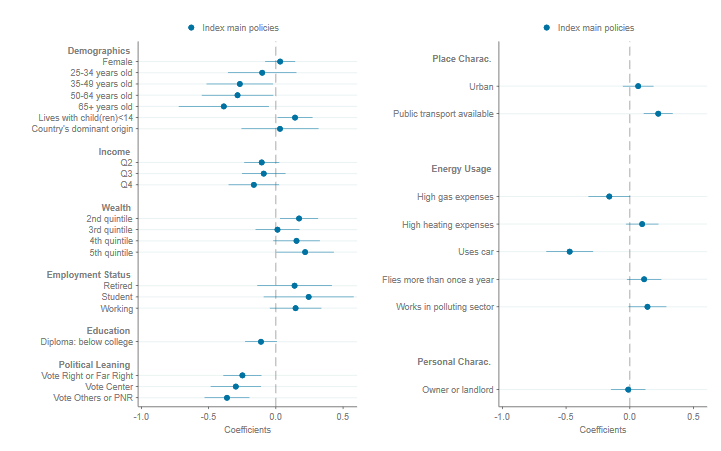 Index main policies
Demographics
Female
25-34 years old
35-49 years old
50-64 years old
65+ years old
Lives with child(ren)<14
Country's dominant origin
Income
Q2
Q3
Q4
Wealth
2nd quintile
3rd quintile
4th quintile
5th quintile
Employment Status
Retired
Student
Working
Education
Diploma: below college
Political Leaning
Vote Right or Far Right
Vote Center
Vote Others or PNR
-1.0 -0.5 0.0 0.5
Coefficients
Index main policies
Place Charac.
Urban
Public transport available
Energy Usage
High gas expenses
High heating expenses
Uses car
Flies more than once a year
Works in polluting sector
Personal Charac.
Owner or landlord
-1.0 -0.5 0.0 0.5
Coefficients